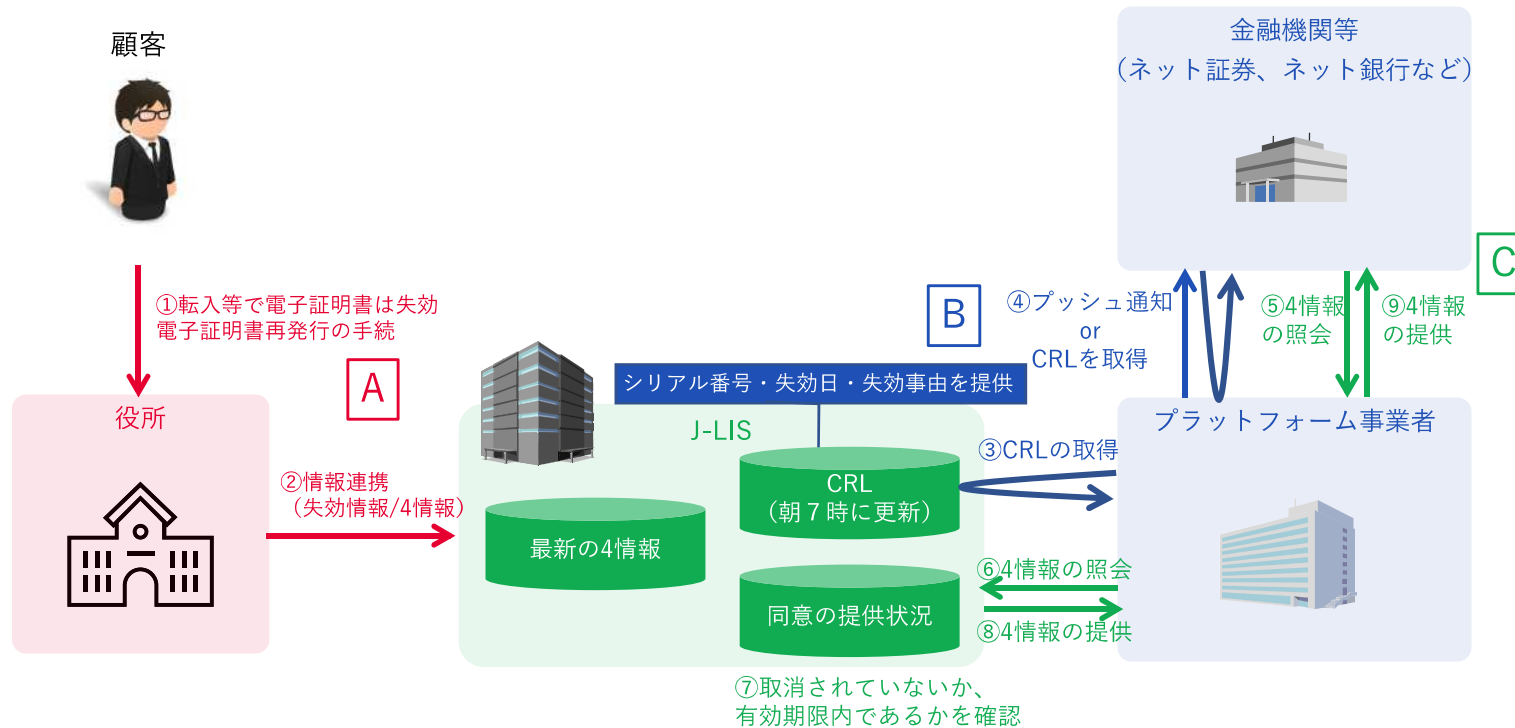 顧客
①転入等で電子証明書は失効
電子証明書再発行の手続
A
役所
②情報連携
（失効情報/4情報）
シリアル番号・失効日・失効事由を提供
J-LIS
最新の4情報
CRL
（朝７時に更新）
同意の提供状況
⑦取消されていないか、
有効期限内であるかを確認
B
③CRLの取得
④プッシュ通知
or
CRLを取得
金融機関等
（ネット証券、ネット銀行など）
C
⑤4情報
の照会
⑨4情報
の提供
プラットフォーム事業者
⑥4情報の照会
⑧4情報の提供